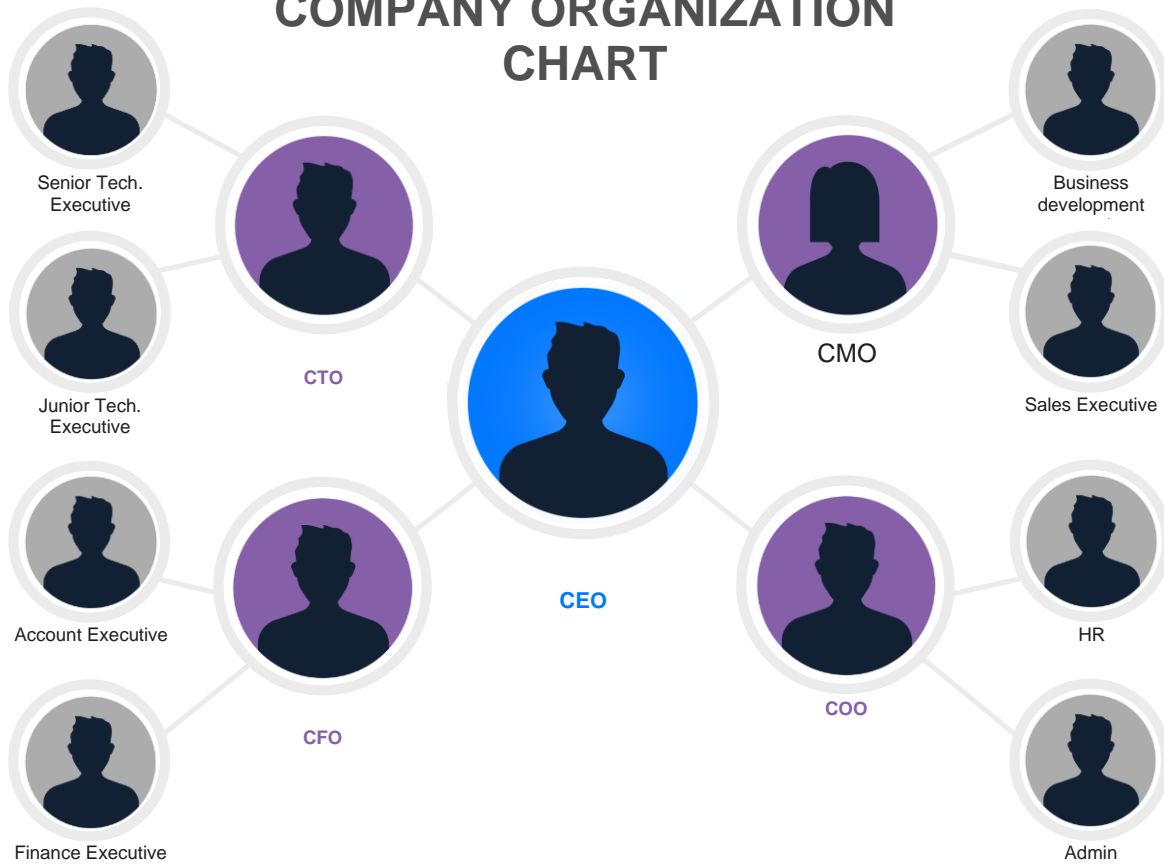 COMPANY ORGANIZATION
CHART
Senior Tech.
Executive
Business
development
Junior Tech.
Executive
CTO
CMO
Sales Executive
Account Executive
CEO
HR
CFO
COO
Finance Executive
Admin